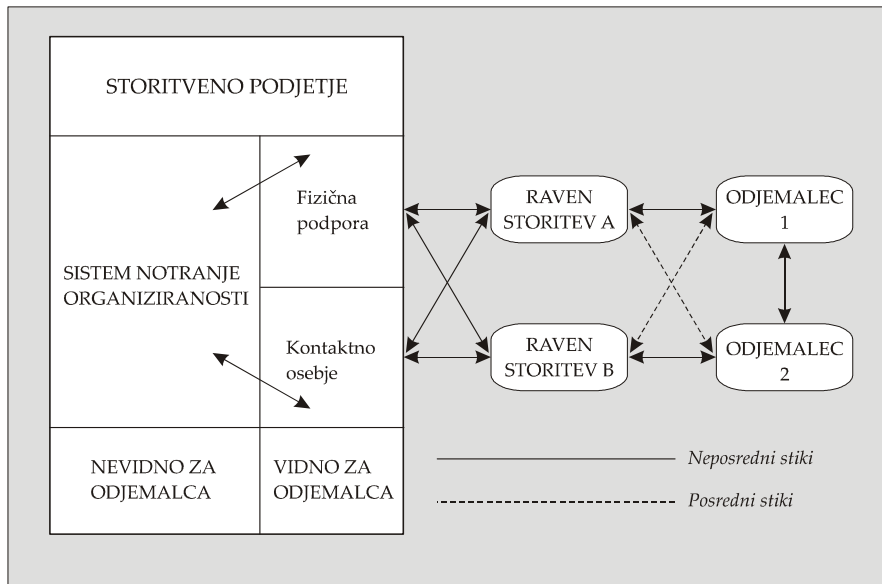 STORITVENO PODJETJE
Fizična
podpora
SISTEM NOTRANJE
ORGANIZIRANOSTI
Kontaktno
osebje
NEVIDNO ZA
ODJEMALCA
VIDNO ZA
ODJEMALCA
RAVEN
STORITEV A
ODJEMALEC
1
RAVEN
STORITEV B
ODJEMALEC
2
Neposredni stiki
Posredni stiki